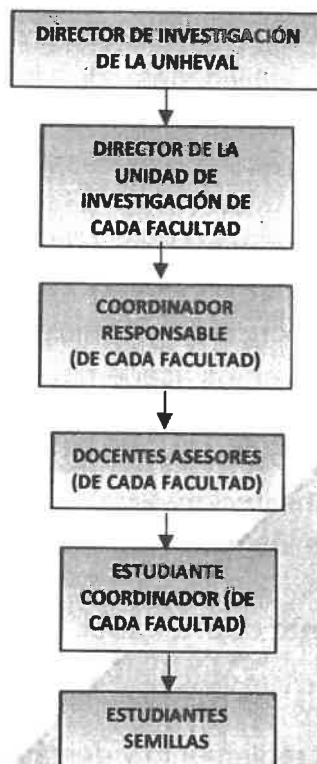 DIRECTOR DE INVESTIGACIÓN
DE LA UNHEVAL
DIRECTOR DE LA
UNIDAD DE
INVESTIGACIÓN DE
CADA FACULTAD
COORDINADOR
RESPONSABLE
(DE CADA FACULTAD)
DOCENTES ASESORES
(DE CADA FACULTAD)
ESTUDIANTE
COORDINADOR (DE
CADA FACULTAD)
ESTUDIANTES
SEMILLAS